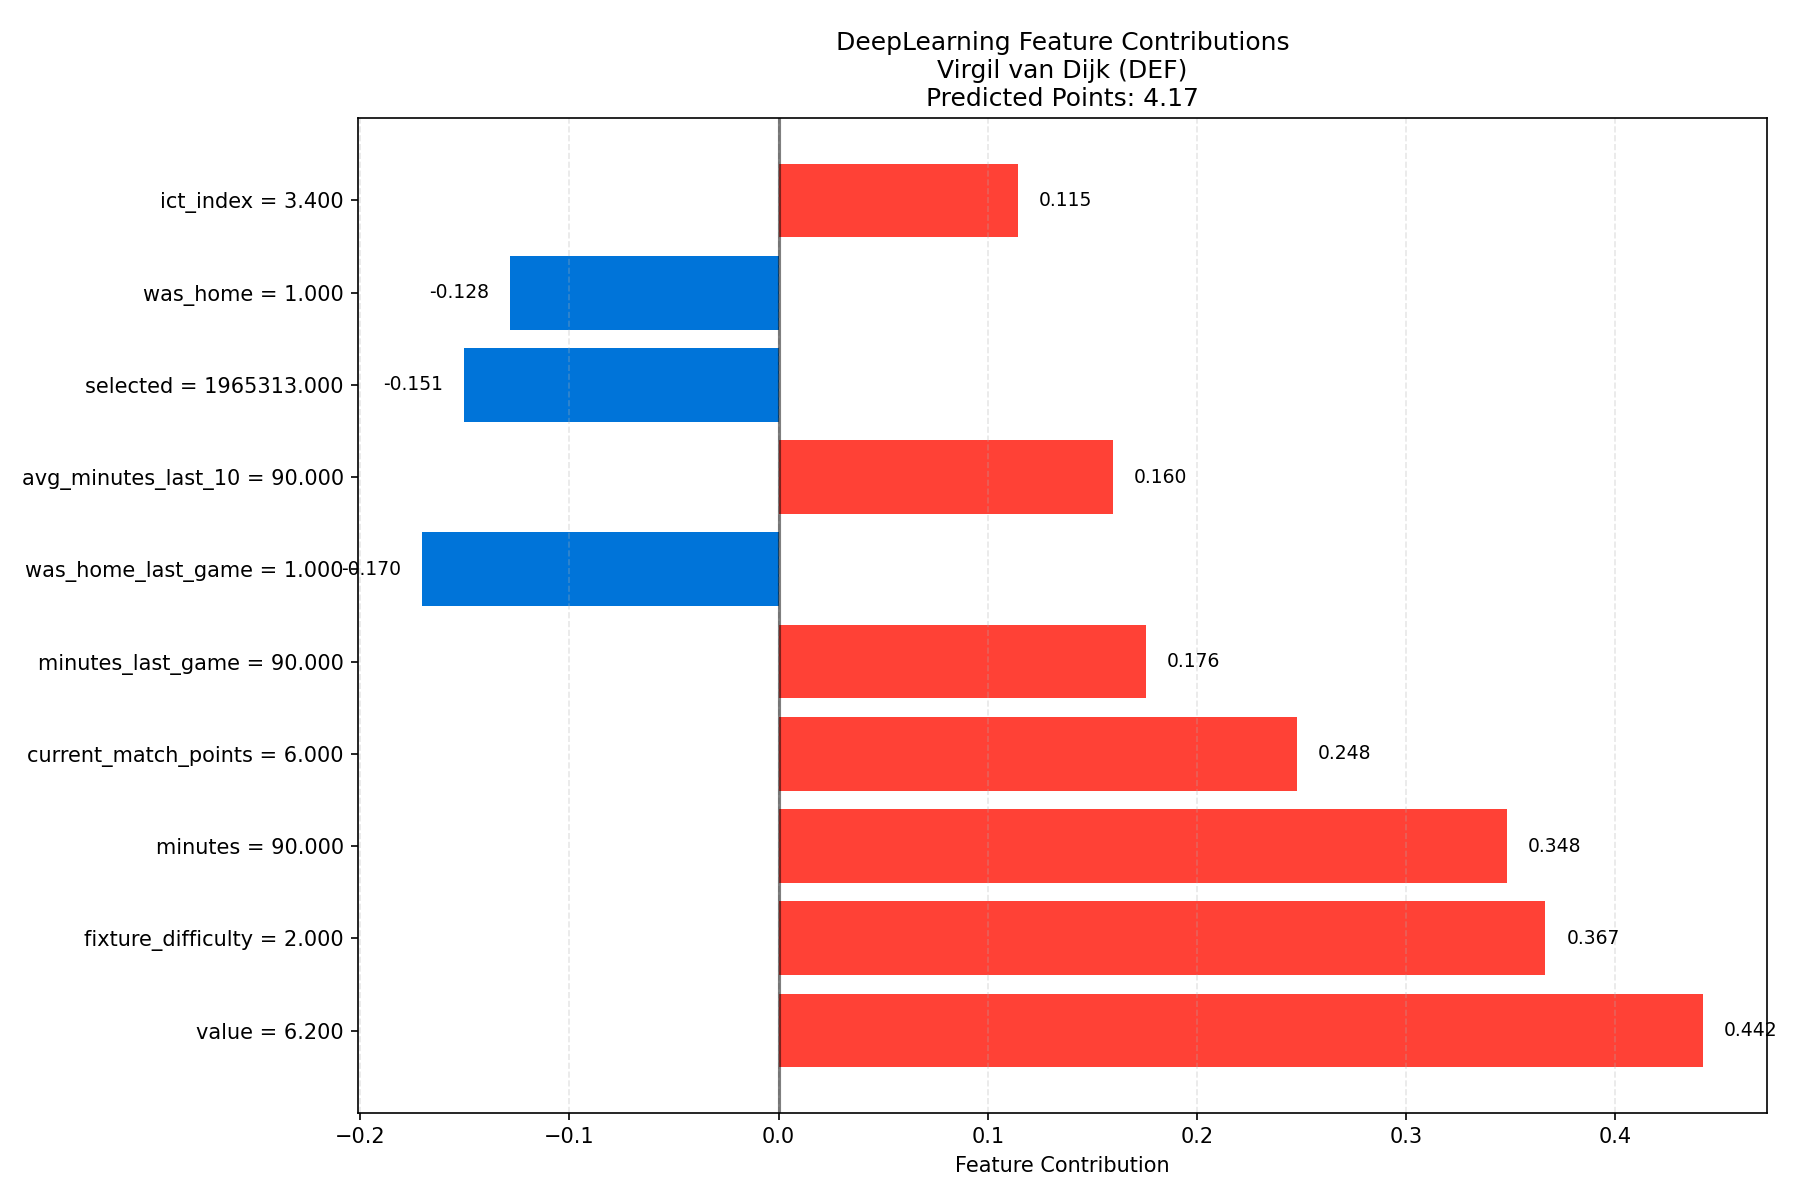 DeepLearning Feature Contributions
Virgil van Dijk (DEF)
Predicted Points: 4.17
ict_index = 3.400 0.115
was_home = 1.000 -0.128
selected = 1965313.000 -0.151
avg_minutes_last_10 = 90.000 0.160
was_home_last_game = 1.000 -0.170
minutes_last_game = 90.000 0.176
current_match_points = 6.000 0.248
minutes = 90.000 0.348
fixture_difficulty = 2.000 0.367
value = 6.200 0.442
−0.2 −0.1 0.0 0.1 0.2 0.3 0.4
Feature Contribution